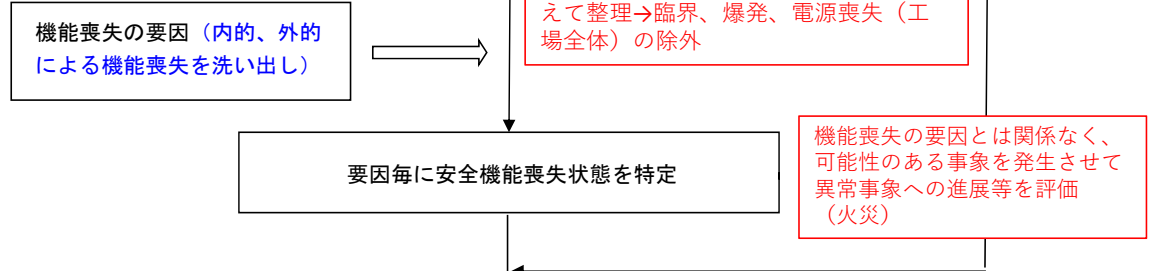 えて整理→臨界、爆発、電源喪失（工
場全体）の除外
機能喪失の要因（内的、外的
による機能喪失を洗い出し）
機能喪失の要因とは関係なく、
可能性のある事象を発生させて
異常事象への進展等を評価
（火災）
要因毎に安全機能喪失状態を特定